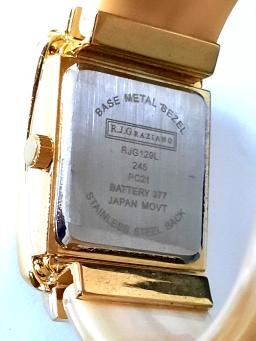 BASE METAL BEZEL
R.J.GRAZIANO
RJG129L
245
PC21
BATTERY 377
JAPAN MOVT
STAINLESS STEEL BACK